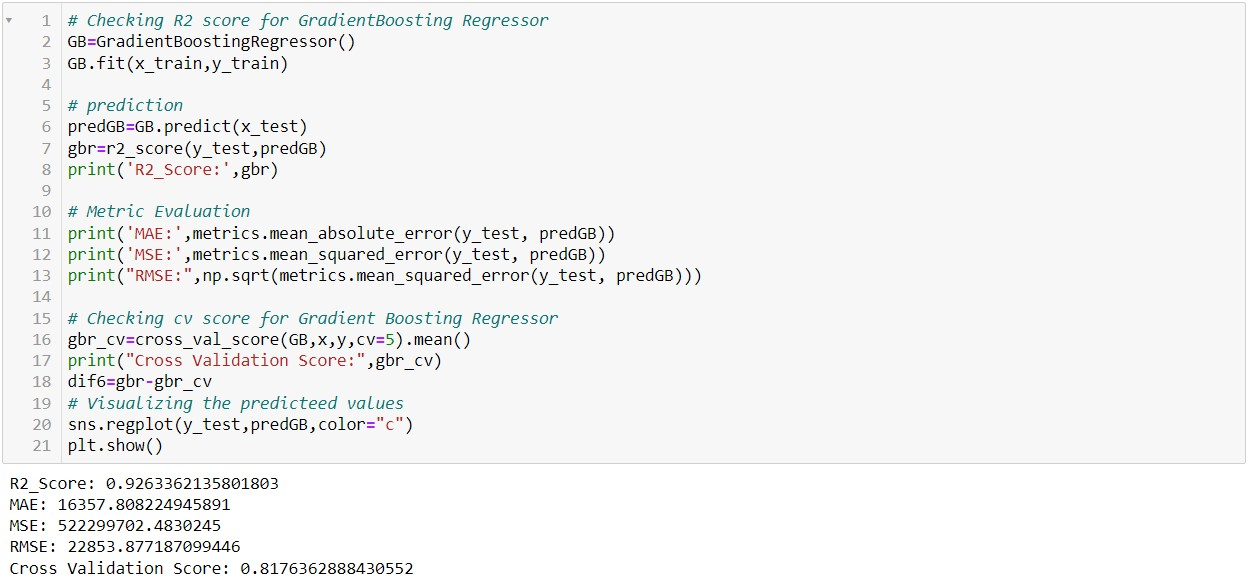 1 # Checking R2 score for GradientBoosting Regressor
2 GB=GradientBoostingRegressor()
3 GB.fit(x_train,y_train)
4
5 # prediction
6 predGB=GB.predict(x_test)
7 gbr=r2_score(y_test,predGB)
8 print('R2_Score:',gbr)
9
10 # Metric Evaluation
11 print('MAE:',metrics.mean_absolute_error(y_test, predGB))
12 print('MSE:',metrics.mean_squared_error(y_test, predGB))
13 print("RMSE:",np.sqrt(metrics.mean_squared_error(y_test, predGB)))
14
15 # Checking cv score for Gradient Boosting Regressor
16 gbr_cv=cross_val_score(GB,x,y,cv=5).mean()
17 print("Cross Validation Score:",gbr_cv)
18 dif6=gbr-gbr_cv
19 # Visualizing the predicteed values
20 sns.regplot(y_test,predGB,color="c")
21 plt.show()
R2_Score: 0.9263362135801803
MAE: 16357.808224945891
MSE: 522299702.4830245
RMSE: 22853.877187099446
Cross Validation Score: 0.8176362888430552